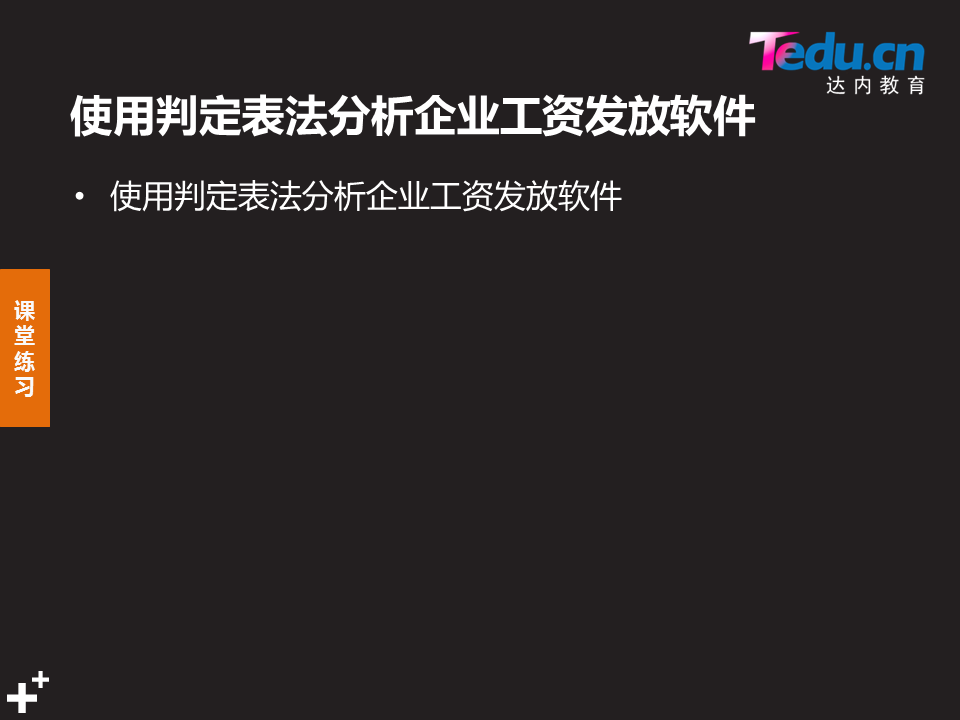 Tedu.cn
达内教育
使用判定表法分析企业工资发放软件
• 使用判定表法分析企业工资发放软件
课
堂
练
习